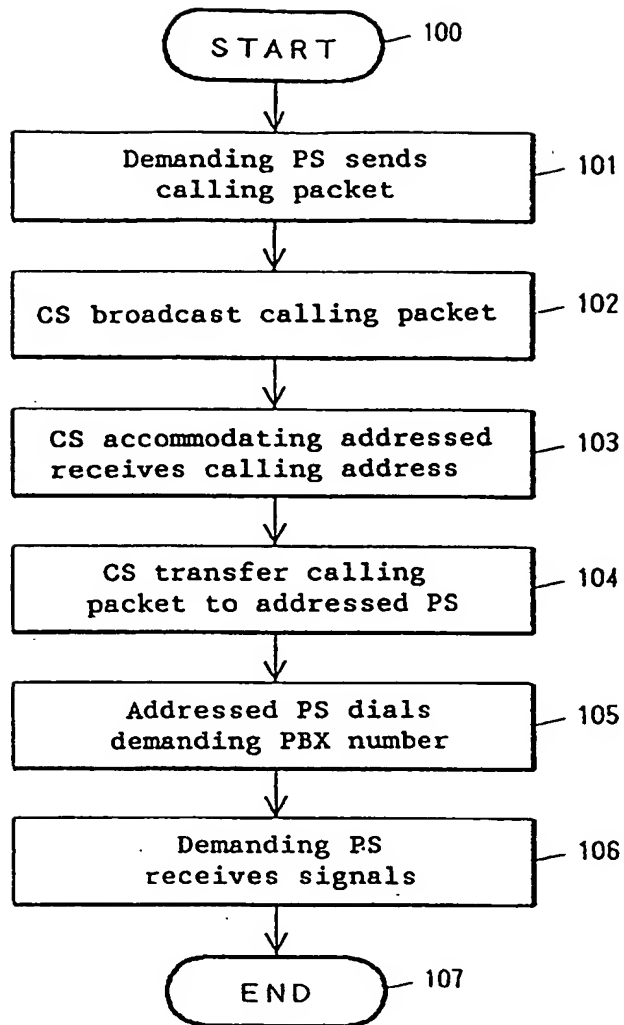 START
100
Demanding PS sends
calling packet
101
CS broadcast calling packet
102
CS accommodating addressed
receives calling address
103
CS transfer calling
packet to addressed PS
104
Addressed PS dials
demanding PBX number
105
Demanding PS
receives signals
106
END
107